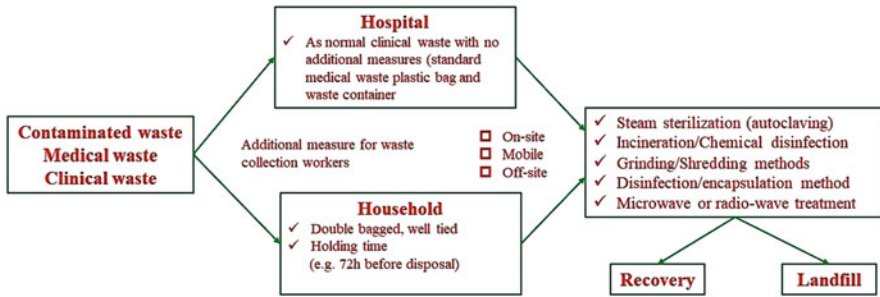 Contaminated waste
Medical waste
Clinical waste
Hospital
✓ As normal clinical waste with no
additional measures (standard
medical waste plastic bag and
waste container
Additional measure for waste
collection workers
□ On-site
□ Mobile
□ Off-site
Household
✓ Double bagged, well tied
✓ Holding time
(e.g. 72h before disposal)
✓ Steam sterilization (autoclaving)
✓ Incineration/Chemical disinfection
✓ Grinding/Shredding methods
✓ Disinfection/encapsulation method
✓ Microwave or radio-wave treatment
Recovery
Landfill